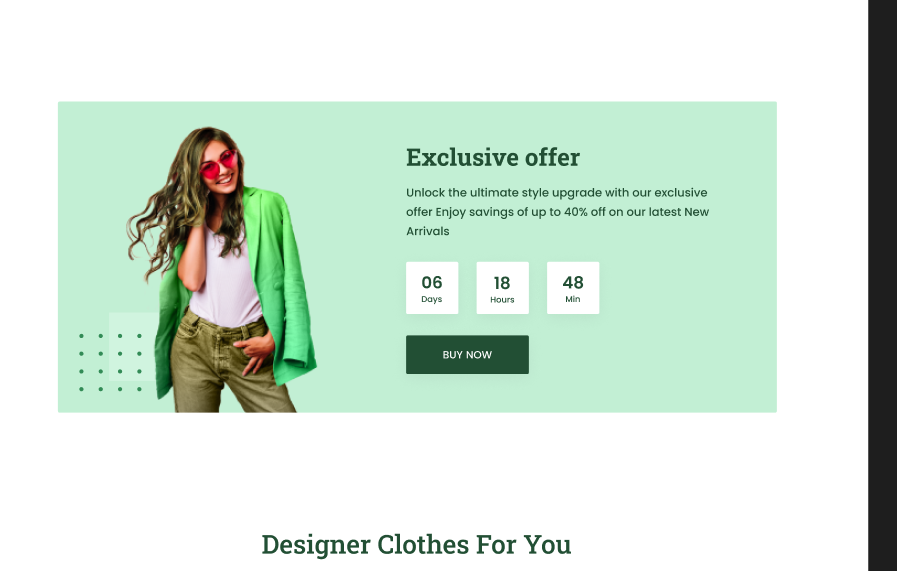 Exclusive offer
Unlock the ultimate style upgrade with our exclusive
offer Enjoy savings of up to 40% off on our latest New
Arrivals
06 18 48
Days Hours Min
BUY NOW
Designer Clothes For You